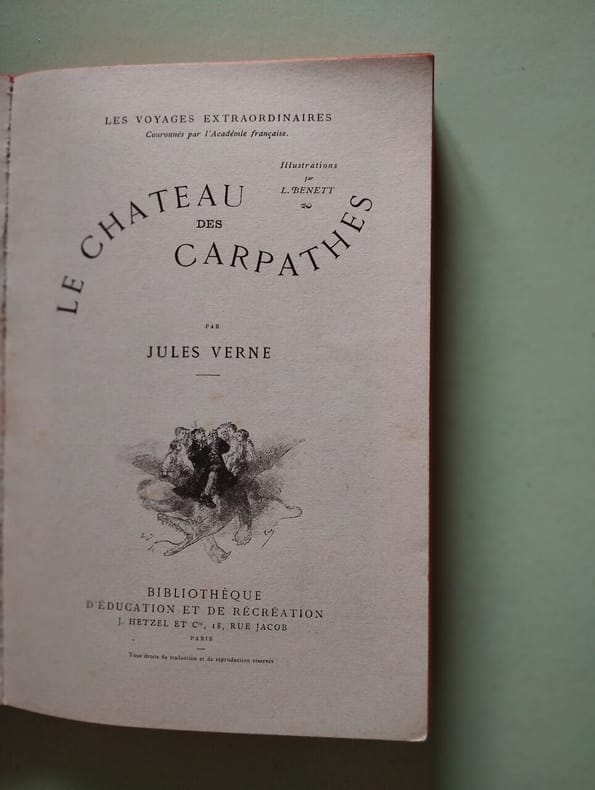 LES VOYAGES EXTRAORDINAIRES
Couronnés par l'Académie française.
Illustrations
par
L. BENETT
LE CHATEAU
DES
CARPATHES
PAR
JULES VERNE
BIBLIOTHÈQUE
D'ÉDUCATION ET DE RÉCRÉATION
J. HETZEL ET Cie, 18, RUE JACOB
PARIS
Tous droits de traduction et de reproduction réservés